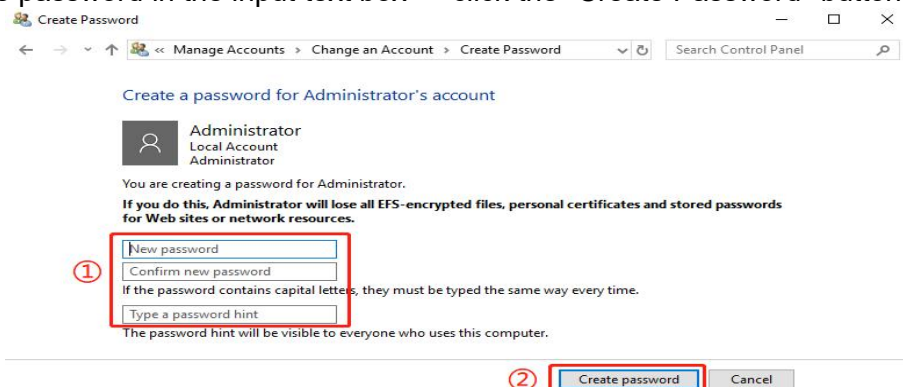 password in the input text box
click the "Create Password" button
Create Password
« Manage Accounts > Change an Account > Create Password
Search Control Panel
Create a password for Administrator's account
Administrator
Local Account
Administrator
You are creating a password for Administrator.
If you do this, Administrator will lose all EFS-encrypted files, personal certificates and stored passwords
for Web sites or network resources.
New password
① Confirm new password
If the password contains capital letters, they must be typed the same way every time.
Type a password hint
The password hint will be visible to everyone who uses this computer.
② Create password Cancel